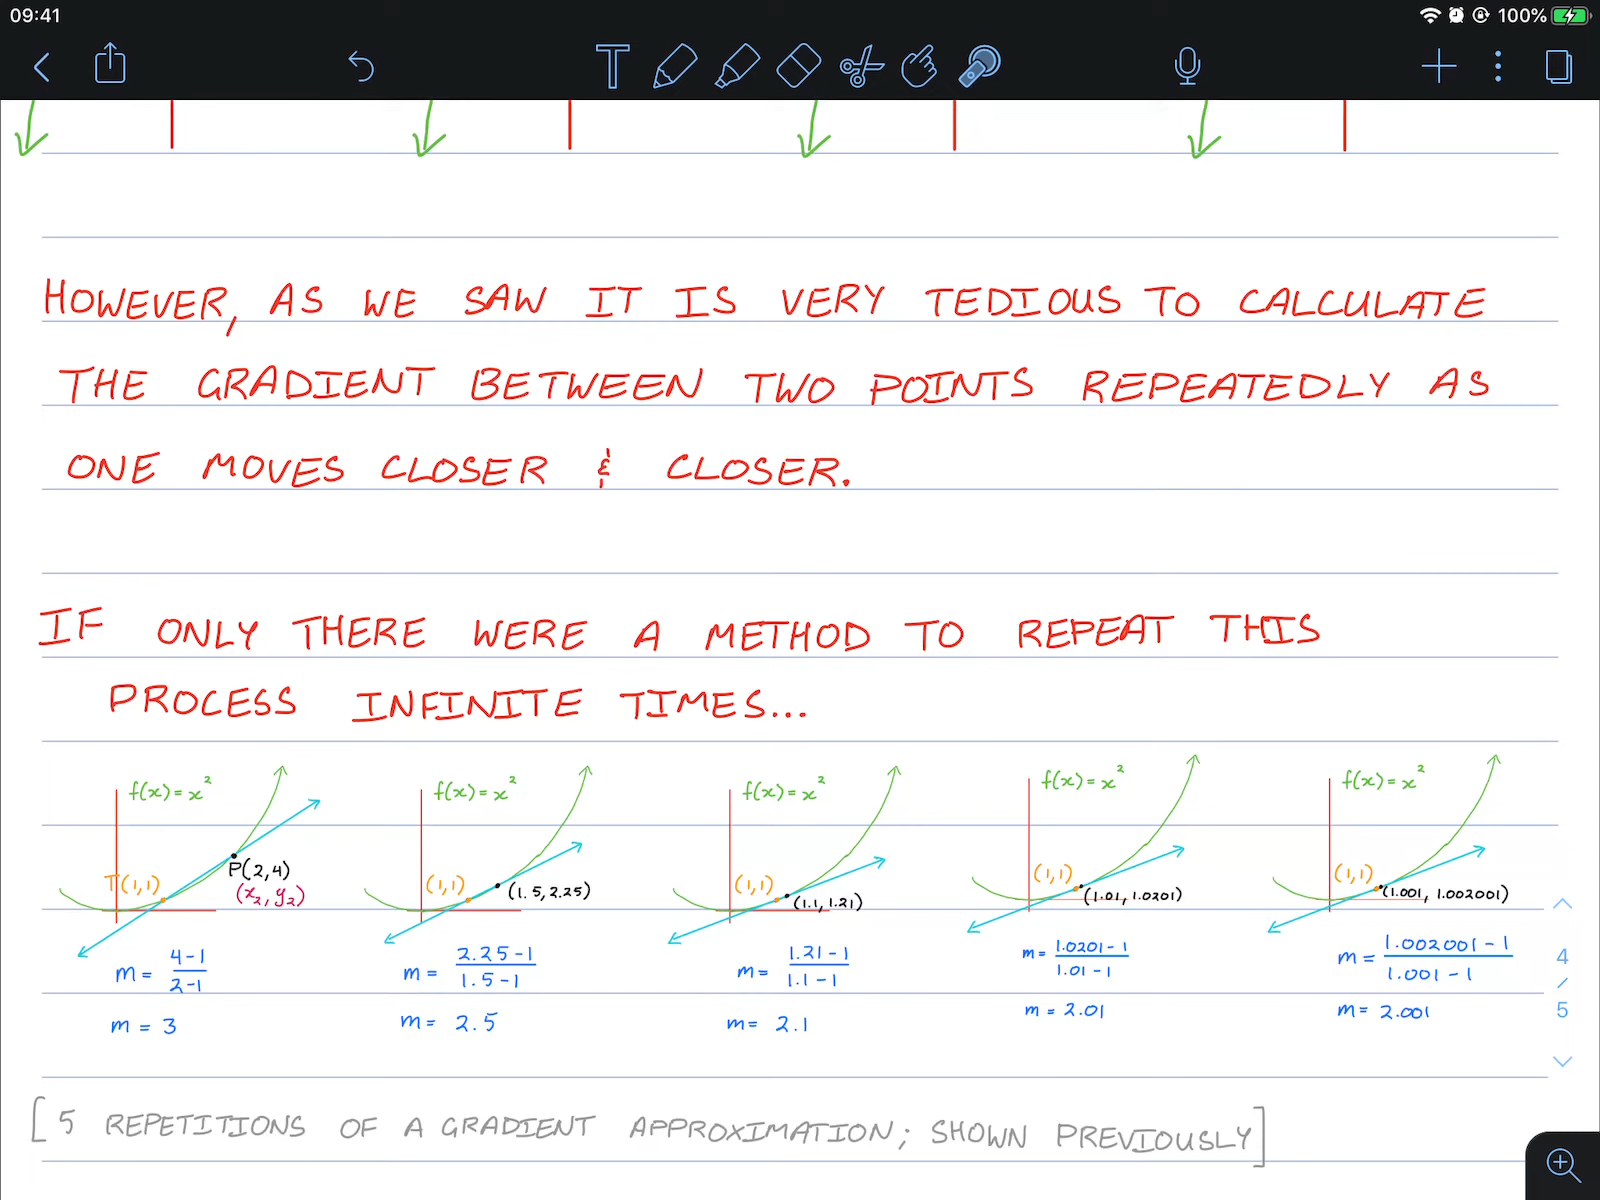 09:41
100%
T
HOWEVER, AS WE SAW IT IS VERY TEDIOUS TO CALCULATE
THE GRADIENT BETWEEN TWO POINTS REPEATEDLY AS
ONE MOVES CLOSER & CLOSER.
IF ONLY THERE WERE A METHOD TO REPEAT THIS
PROCESS INFINITE TIMES...
f(x) = x²
T(1,1)
P(2,4)
(x₂, y₂)
m = (4-1)/(2-1)
m = 3
f(x) = x²
(1,1)
(1.5, 2.25)
m = (2.25-1)/(1.5-1)
m = 2.5
f(x) = x²
(1,1)
(1.1, 1.21)
m = (1.21-1)/(1.1-1)
m = 2.1
f(x) = x²
(1,1)
(1.01, 1.0201)
m = (1.0201-1)/(1.01-1)
m = 2.01
f(x) = x²
(1,1)
(1.001, 1.002001)
m = (1.002001-1)/(1.001-1)
m = 2.001
4
/
5
[5 REPETITIONS OF A GRADIENT APPROXIMATION; SHOWN PREVIOUSLY]